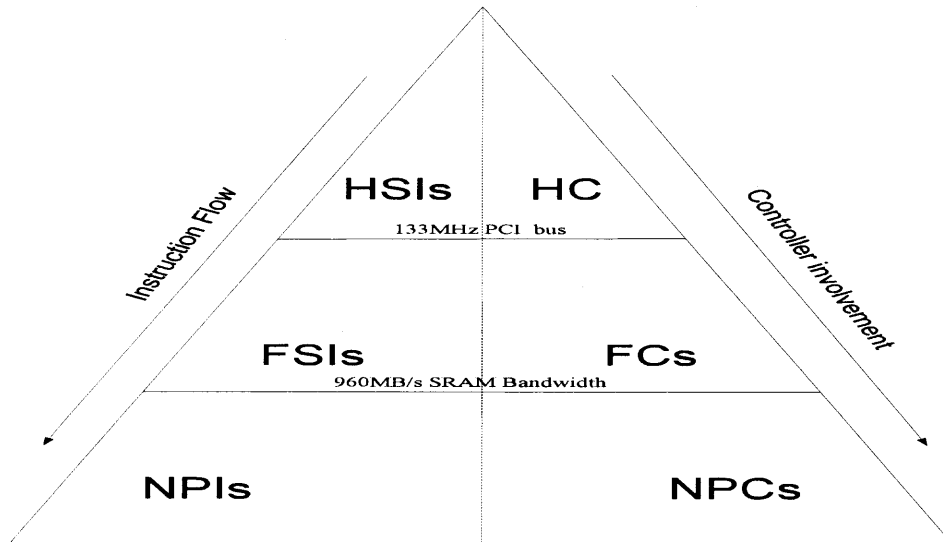 HSIs HC
133MHz PCI bus
Instruction Flow
Controller involvement
FSIs FCs
960MB/s SRAM Bandwidth
NPIs NPCs